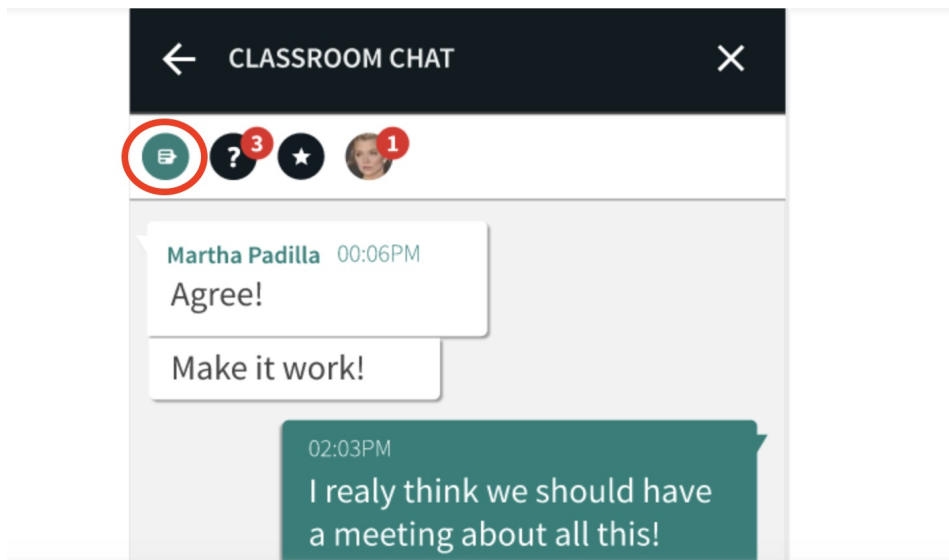 CLASSROOM CHAT
? 3 1
Martha Padilla 00:06PM
Agree!
Make it work!
02:03PM
I realy think we should have
a meeting about all this!